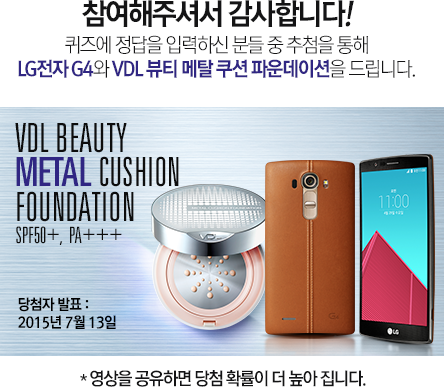 참여해주셔서 감사합니다!
퀴즈에 정답을 입력하신 분들 중 추첨을 통해
LG전자 G4와 VDL 뷰티 메탈 쿠션 파운데이션을 드립니다.
VDL BEAUTY
METAL CUSHION
FOUNDATION
SPF50+, PA+++
11:00
당첨자 발표 :
2015년 7월 13일
LG
* 영상을 공유하면 당첨 확률이 더 높아 집니다.